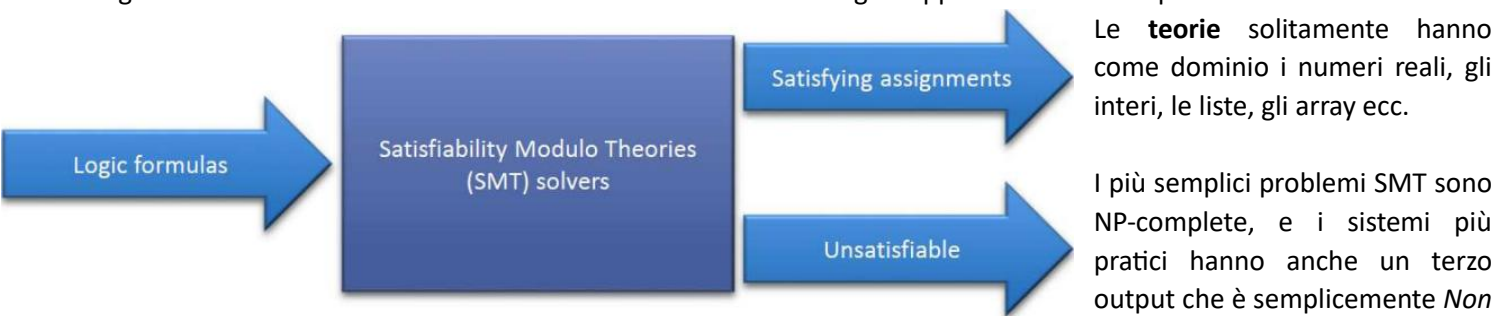 Logic formulas
Satisfiability Modulo Theories
(SMT) solvers
Satisfying assignments
Unsatisfiable
Le teorie solitamente hanno
come dominio i numeri reali, gli
interi, le liste, gli array ecc.
I più semplici problemi SMT sono
NP-complete, e i sistemi più
pratici hanno anche un terzo
output che è semplicemente Non